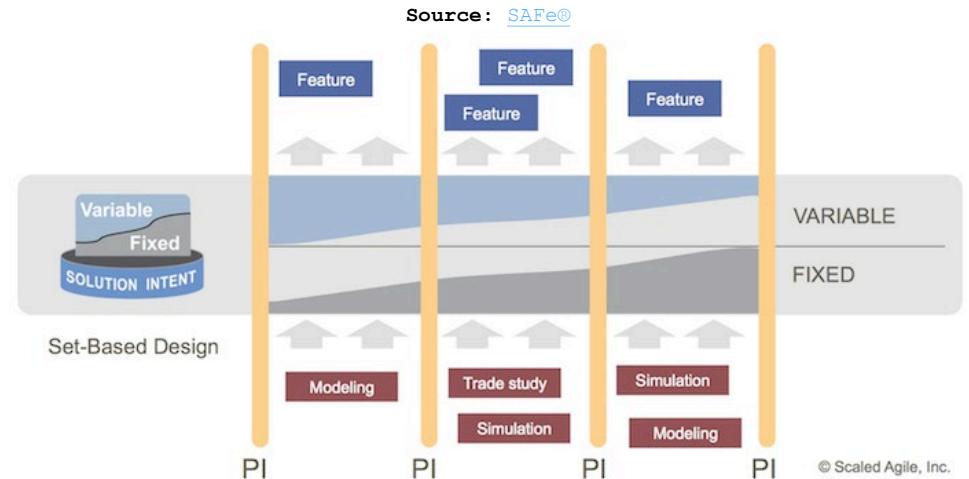 Source: SAFe®
Feature
Feature
Feature
Feature
Variable
Fixed
SOLUTION INTENT
VARIABLE
FIXED
Set-Based Design
Modeling
Trade study
Simulation
Simulation
Modeling
PI
PI
PI
PI
© Scaled Agile, Inc.